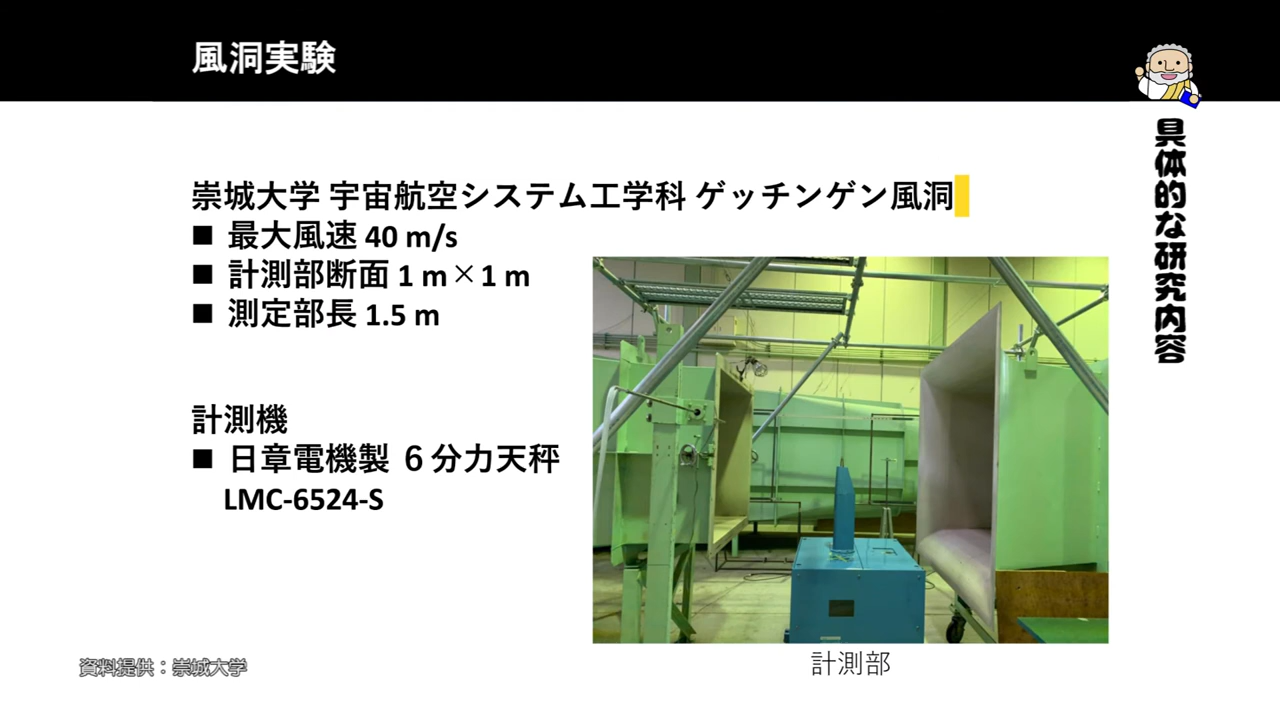 風洞実験
具体的な研究内容
崇城大学 宇宙航空システム工学科 ゲッチンゲン風洞
■ 最大風速 40 m/s
■ 計測部断面 1 m×1 m
■ 測定部長 1.5 m
計測機
■ 日章電機製 ６分力天秤
LMC-6524-S
計測部
資料提供：崇城大学